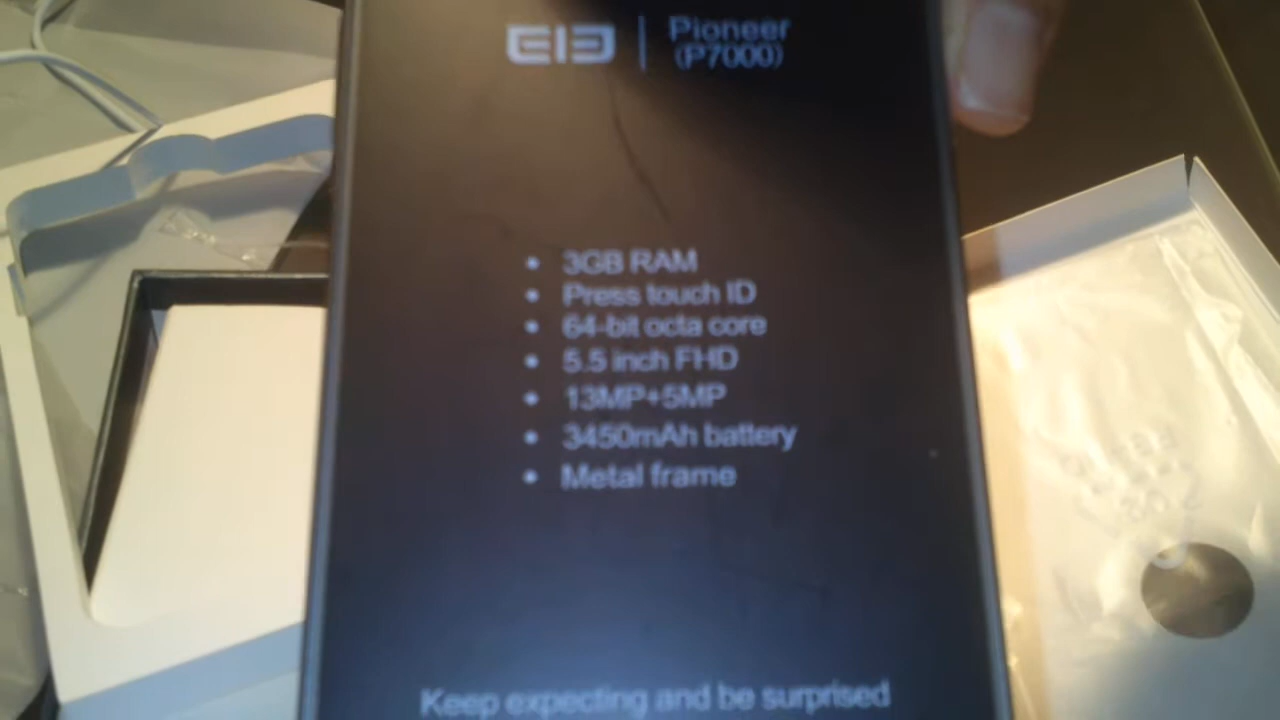 Pioneer
(P7000)
• 3GB RAM
• Press touch ID
• 64-bit octa core
• 5.5 inch FHD
• 13MP+5MP
• 3450mAh battery
• Metal frame
Keep expecting and be surprised